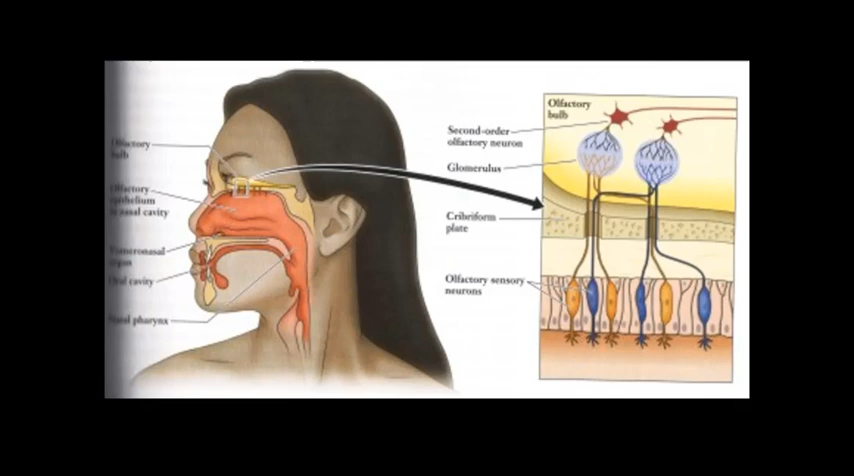 Olfactory
bulb
Olfactory
epithelium
in nasal cavity
Vomeronasal
organ
Oral cavity
Nasal pharynx
Second-order
olfactory neuron
Glomerulus
Cribriform
plate
Olfactory sensory
neurons
Olfactory
bulb